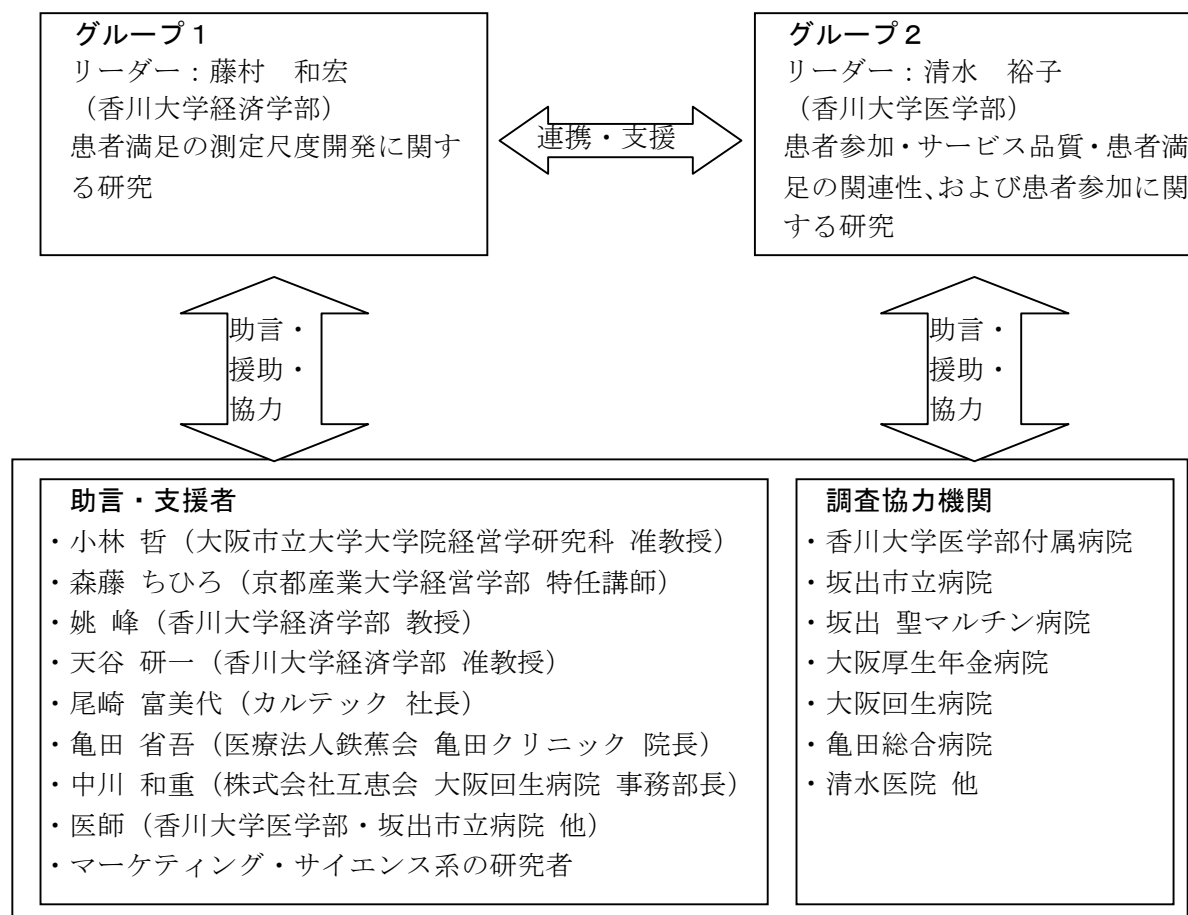 グループ1
リーダー：藤村　和宏
（香川大学経済学部）
患者満足の測定尺度開発に関す
る研究
連携・支援
グループ2
リーダー：清水　裕子
（香川大学医学部）
患者参加・サービス品質・患者満
足の関連性、および患者参加に関
する研究
助言・
援助・
協力
助言・
援助・
協力
助言・支援者
・小林 哲（大阪市立大学大学院経営学研究科 准教授）
・森藤 ちひろ（京都産業大学経営学部 特任講師）
・姚 峰（香川大学経済学部 教授）
・天谷 研一（香川大学経済学部 准教授）
・尾崎 富美代（カルテック 社長）
・亀田 省吾（医療法人鉄蕉会 亀田クリニック 院長）
・中川 和重（株式会社互恵会 大阪回生病院 事務部長）
・医師（香川大学医学部・坂出市立病院 他）
・マーケティング・サイエンス系の研究者
調査協力機関
・香川大学医学部付属病院
・坂出市立病院
・坂出 聖マルチン病院
・大阪厚生年金病院
・大阪回生病院
・亀田総合病院
・清水医院 他